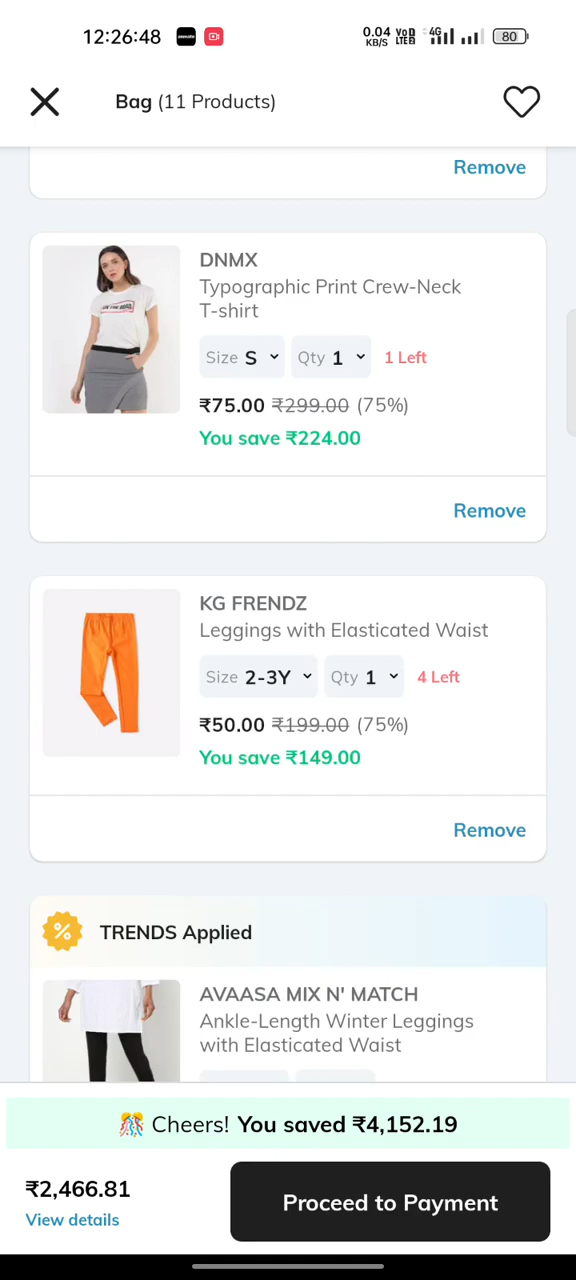 12:26:48
0.04 KB/S VoD LTE2 4G 80
Bag (11 Products)
Remove
DNMX
Typographic Print Crew-Neck
T-shirt
Size S Qty 1 1 Left
₹75.00 ₹299.00 (75%)
You save ₹224.00
Remove
KG FRENDZ
Leggings with Elasticated Waist
Size 2-3Y Qty 1 4 Left
₹50.00 ₹199.00 (75%)
You save ₹149.00
Remove
% TRENDS Applied
AVAASA MIX N' MATCH
Ankle-Length Winter Leggings
with Elasticated Waist
Cheers! You saved ₹4,152.19
₹2,466.81
View details
Proceed to Payment